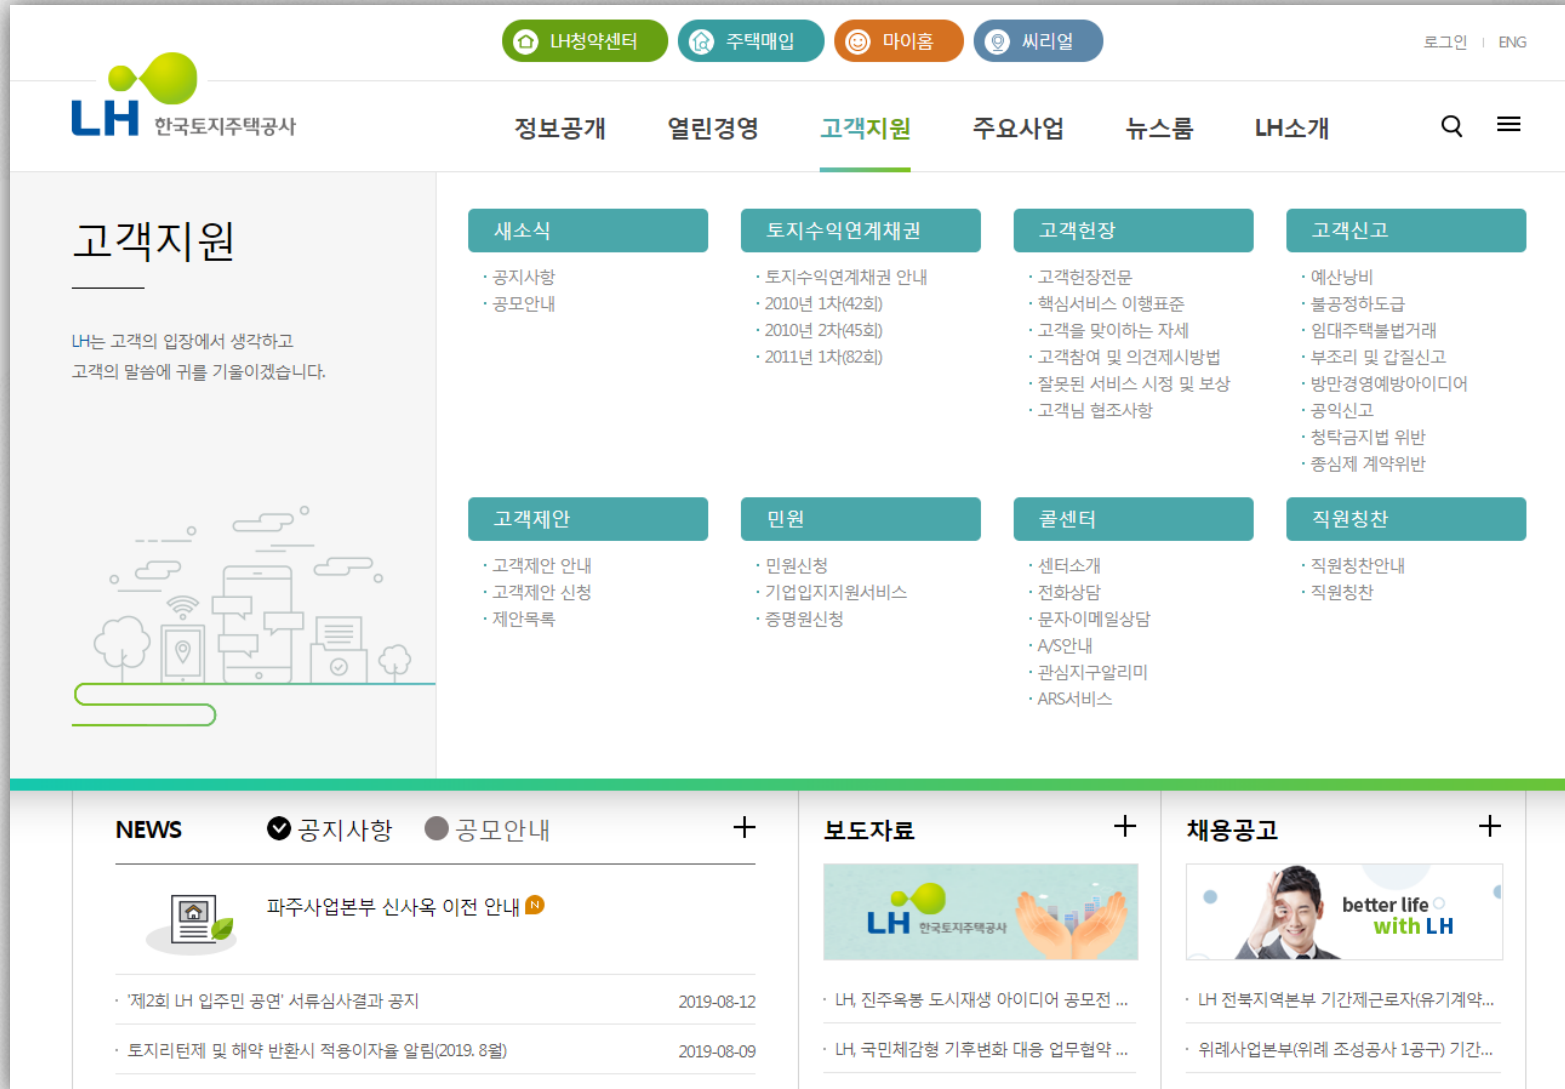 LH청약센터
주택매입
마이홈
씨리얼
로그인
ENG
LH 한국토지주택공사
정보공개
열린경영
고객지원
주요사업
뉴스룸
LH소개
고객지원
LH는 고객의 입장에서 생각하고
고객의 말씀에 귀를 기울이겠습니다.
새소식
· 공지사항
· 공모안내
토지수익연계채권
· 토지수익연계채권 안내
· 2010년 1차(42회)
· 2010년 2차(45회)
· 2011년 1차(82회)
고객헌장
· 고객헌장전문
· 핵심서비스 이행표준
· 고객을 맞이하는 자세
· 고객참여 및 의견제시방법
· 잘못된 서비스 시정 및 보상
· 고객님 협조사항
고객신고
· 예산낭비
· 불공정하도급
· 임대주택불법거래
· 부조리 및 갑질신고
· 방만경영예방아이디어
· 공익신고
· 청탁금지법 위반
· 종심제 계약위반
고객제안
· 고객제안 안내
· 고객제안 신청
· 제안목록
민원
· 민원신청
· 기업입지지원서비스
· 증명원신청
콜센터
· 센터소개
· 전화상담
· 문자·이메일상담
· A/S안내
· 관심지구알리미
· ARS서비스
직원칭찬
· 직원칭찬안내
· 직원칭찬
NEWS
공지사항
공모안내
파주사업본부 신사옥 이전 안내 N
· '제2회 LH 입주민 공연' 서류심사결과 공지 2019-08-12
· 토지리턴제 및 해약 반환시 적용이자율 알림(2019. 8월) 2019-08-09
보도자료
LH 한국토지주택공사
· LH, 진주옥봉 도시재생 아이디어 공모전 ...
· LH, 국민체감형 기후변화 대응 업무협약 ...
채용공고
better life
with LH
· LH 전북지역본부 기간제근로자(유기계약...
· 위례사업본부(위례 조성공사 1공구) 기간...